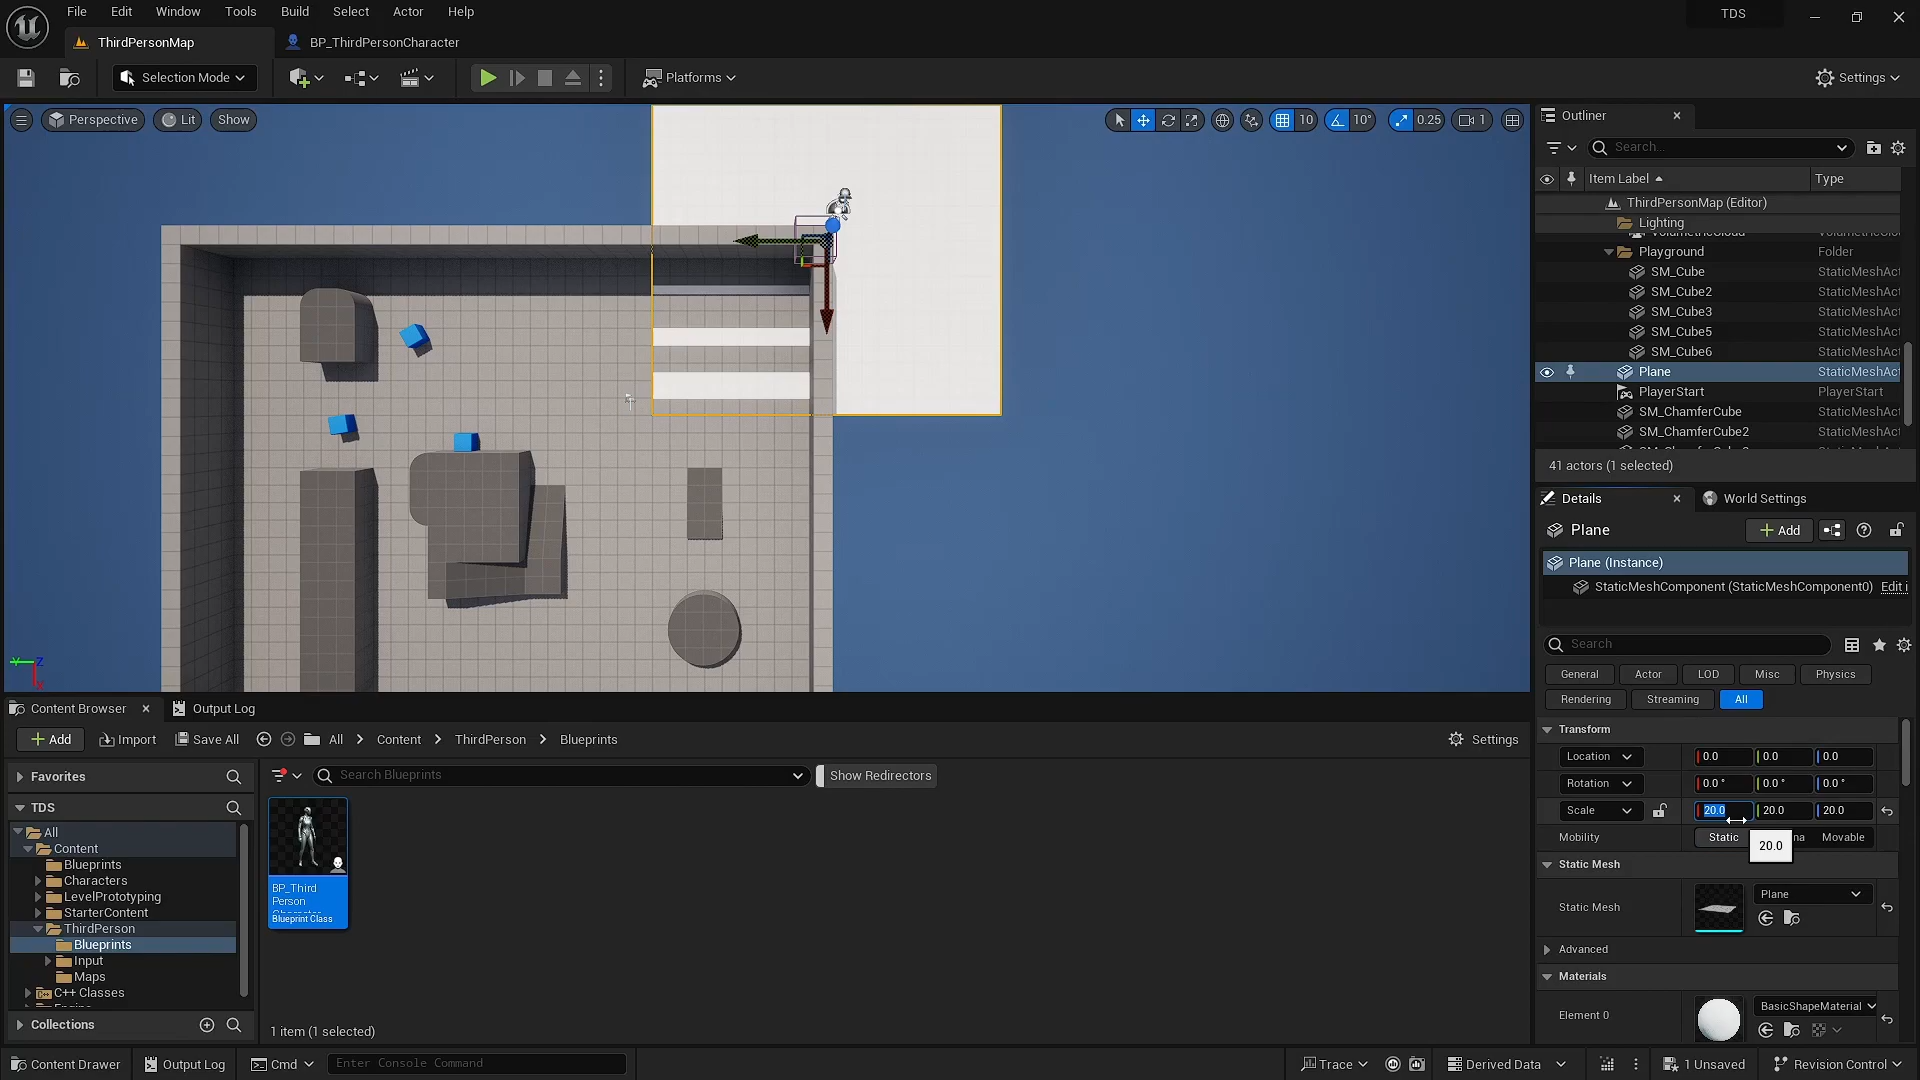 File Edit Window Tools Build Select Actor Help
TDS
ThirdPersonMap
BP_ThirdPersonCharacter
Selection Mode
Platforms
Settings
Perspective
Lit
Show
10
10°
0.25
1
Outliner
Search...
Item Label
Type
ThirdPersonMap (Editor)
Lighting
Playground Folder
SM_Cube StaticMeshAct
SM_Cube2 StaticMeshAct
SM_Cube3 StaticMeshAct
SM_Cube5 StaticMeshAct
SM_Cube6 StaticMeshAct
Plane StaticMeshAct
PlayerStart PlayerStart
SM_ChamferCube StaticMeshAct
SM_ChamferCube2 StaticMeshAct
41 actors (1 selected)
Details
World Settings
Plane
Add
Plane (Instance)
StaticMeshComponent (StaticMeshComponent0) Edit i
Search
General Actor LOD Misc Physics
Rendering Streaming All
Transform
Location 0.0 0.0 0.0
Rotation 0.0° 0.0° 0.0°
Scale 20.0 20.0 20.0
Mobility Static na Movable
20.0
Static Mesh
Static Mesh
Plane
Advanced
Materials
Element 0
BasicShapeMaterial
Content Browser
Output Log
Add Import Save All
All Content ThirdPerson Blueprints
Settings
Favorites
Search Blueprints
Show Redirectors
TDS
All
Content
Blueprints
Characters
LevelPrototyping
StarterContent
ThirdPerson
Blueprints
Input
Maps
C++ Classes
Collections
BP_Third
Person
Blueprint Class
1 item (1 selected)
Content Drawer
Output Log
Cmd
Enter Console Command
Trace
Derived Data
1 Unsaved
Revision Control